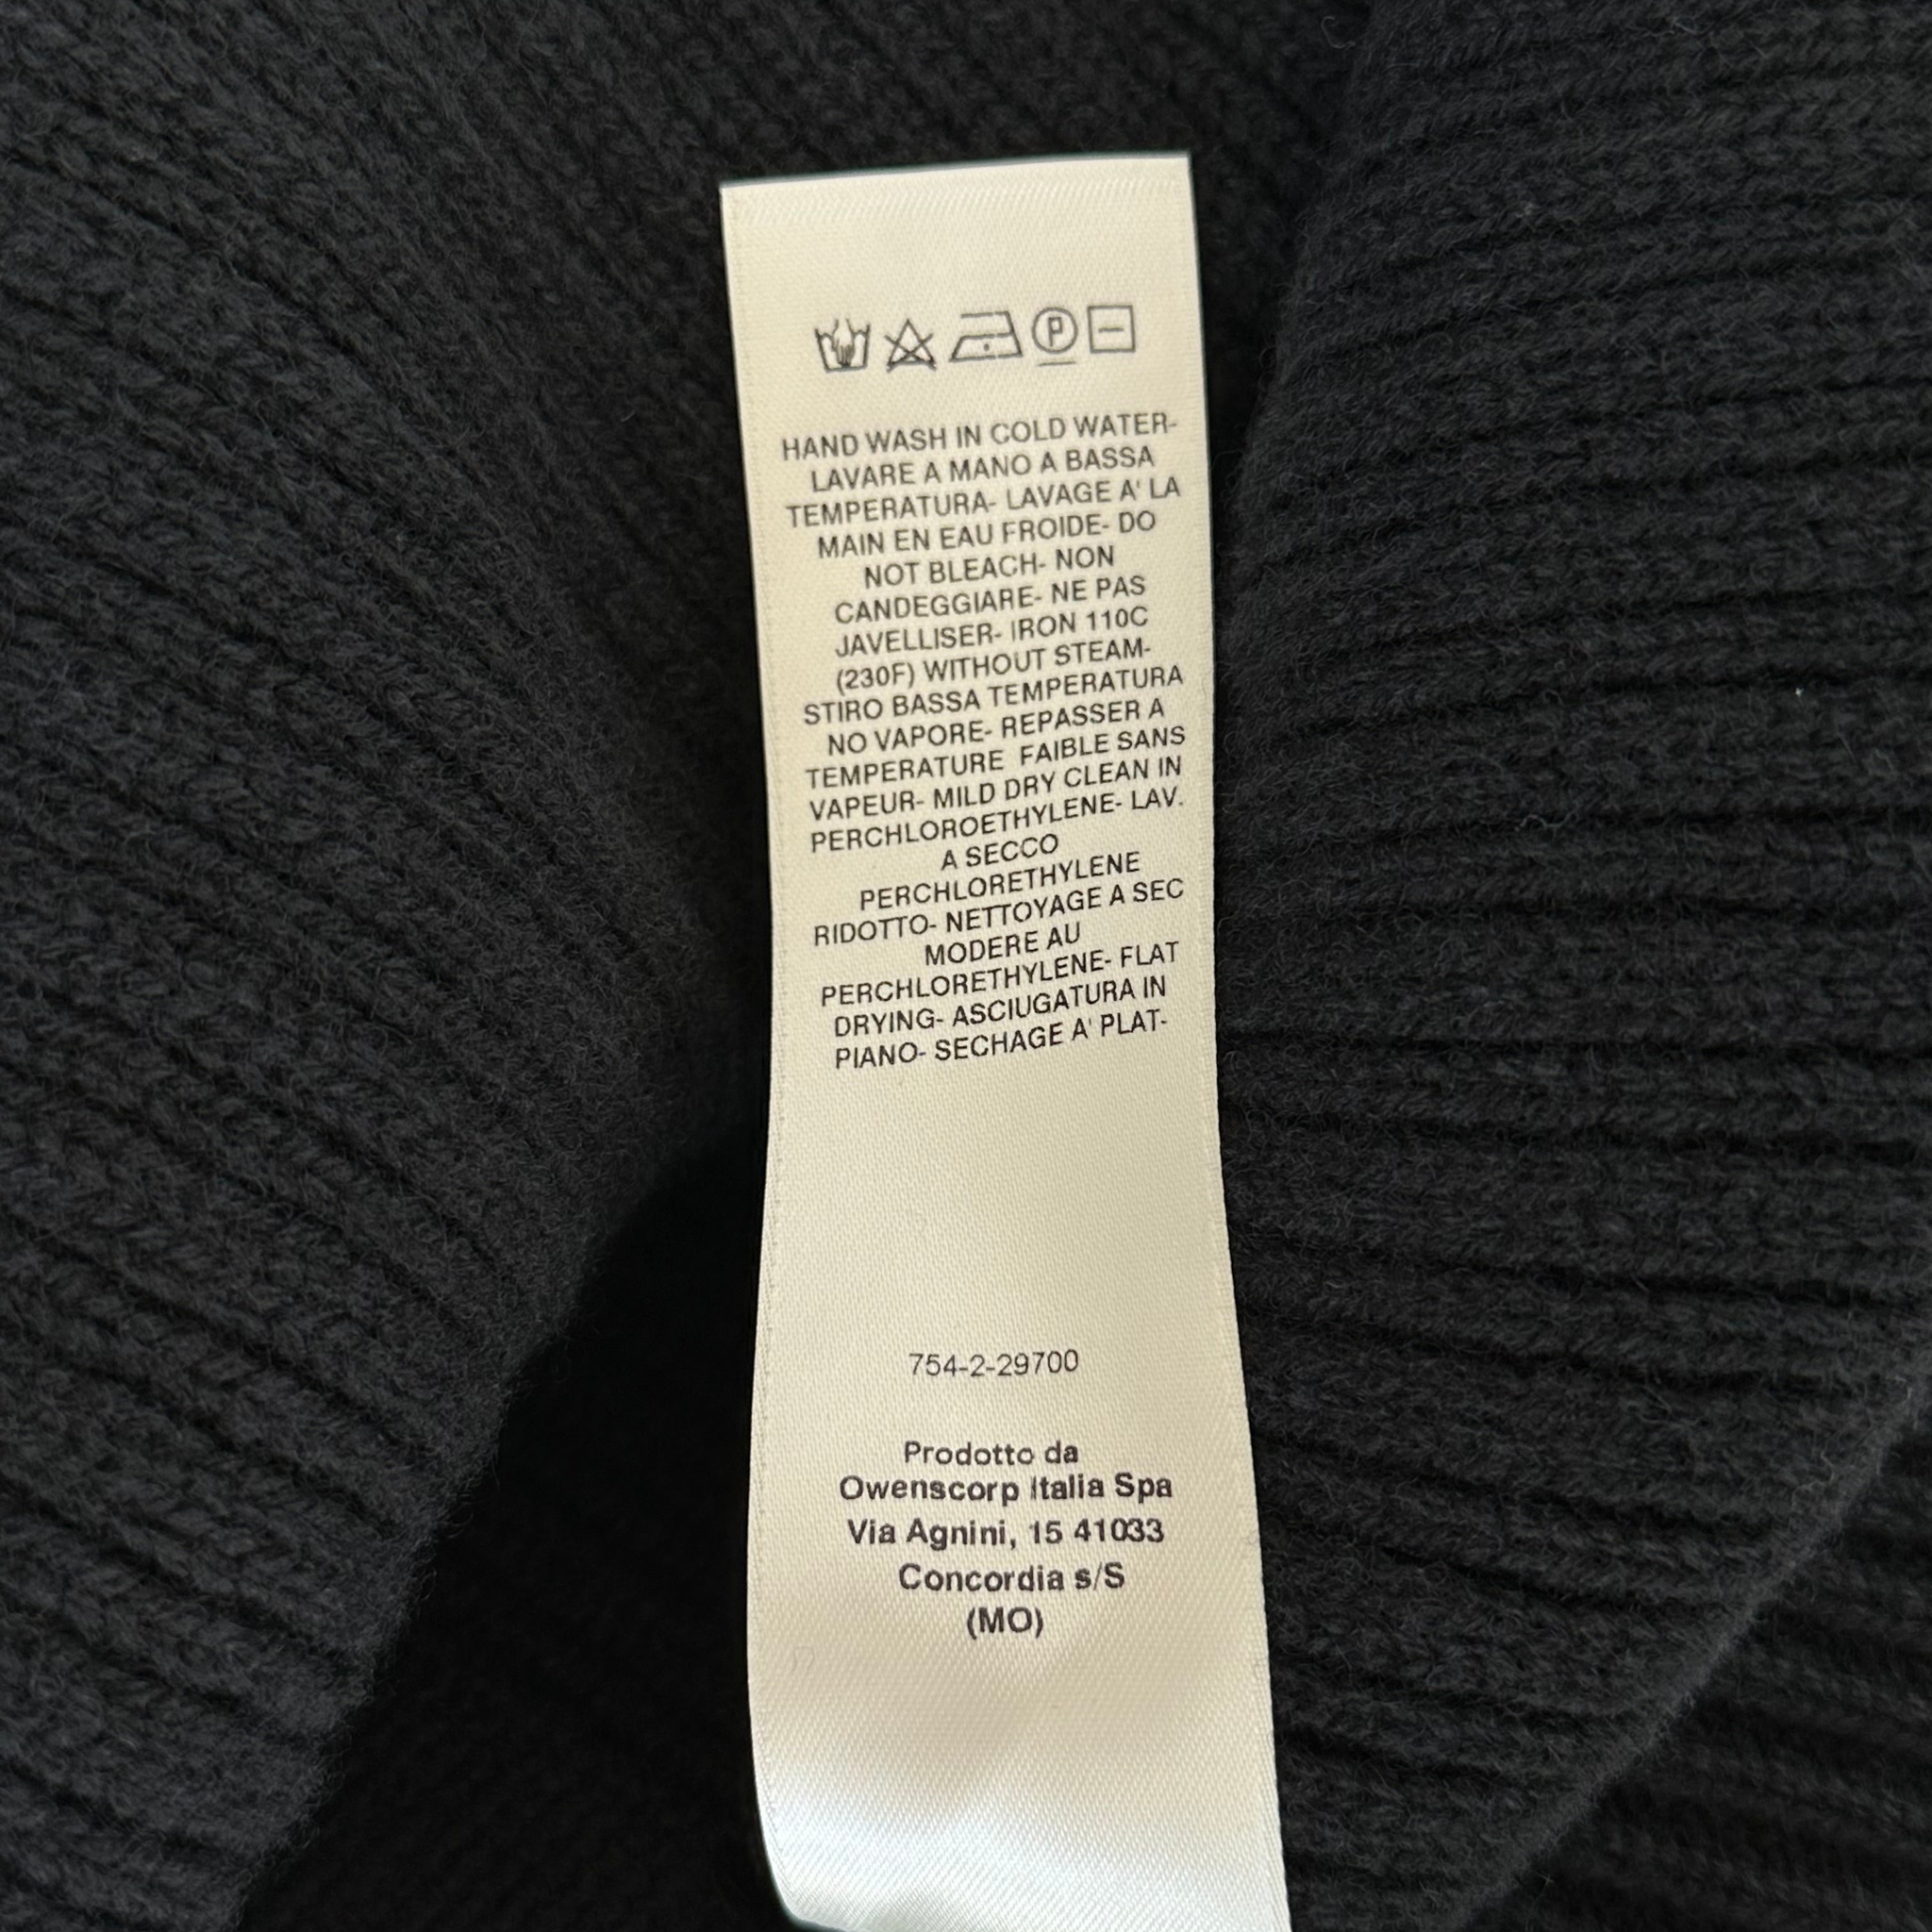 P
HAND WASH IN COLD WATER-
LAVARE A MANO A BASSA
TEMPERATURA- LAVAGE A' LA
MAIN EN EAU FROIDE- DO
NOT BLEACH- NON
CANDEGGIARE- NE PAS
JAVELLISER- IRON 110C
(230F) WITHOUT STEAM-
STIRO BASSA TEMPERATURA
NO VAPORE- REPASSER A
TEMPERATURE FAIBLE SANS
VAPEUR- MILD DRY CLEAN IN
PERCHLOROETHYLENE- LAV.
A SECCO
PERCHLORETHYLENE
RIDOTTO- NETTOYAGE A SEC
MODERE AU
PERCHLORETHYLENE- FLAT
DRYING- ASCIUGATURA IN
PIANO- SECHAGE A' PLAT-
754-2-29700
Prodotto da
Owenscorp Italia Spa
Via Agnini, 15 41033
Concordia s/S
(MO)